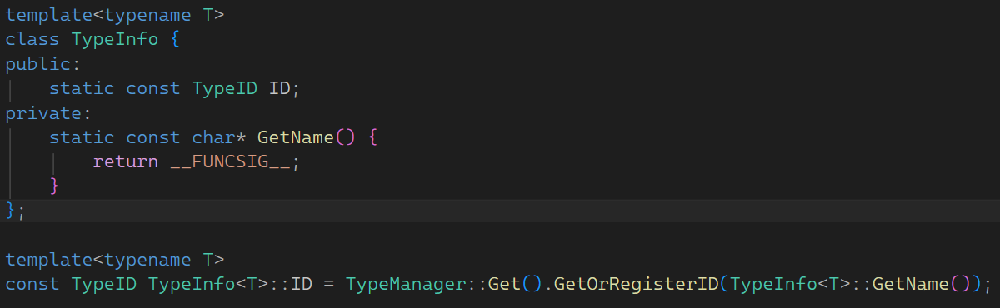 template<typename T>
class TypeInfo {
public:
    static const TypeID ID;
private:
    static const char* GetName() {
        return __FUNCSIG__;
    }
};
template<typename T>
const TypeID TypeInfo<T>::ID = TypeManager::Get().GetOrRegisterID(TypeInfo<T>::GetName());